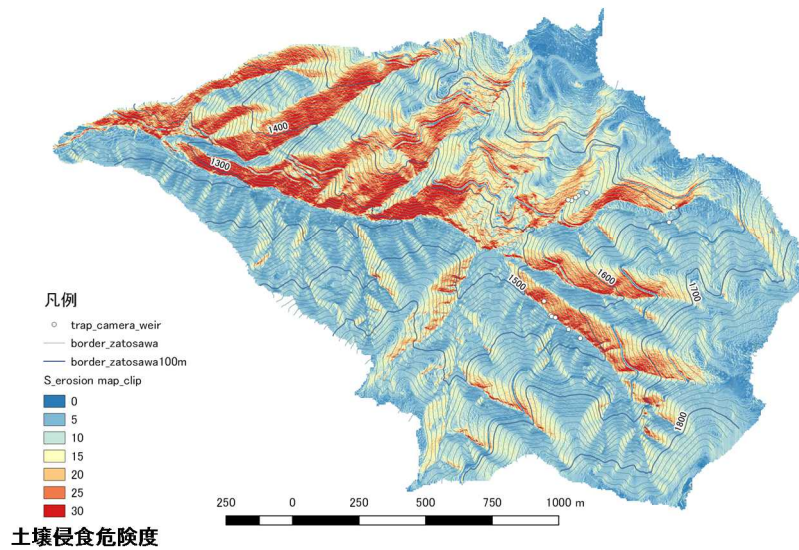 1400
1300
1500
1600
1700
1800
凡例
trap_camera_weir
border_zatosawa
border_zatosawa100m
S_erosion map_clip
0
5
10
15
20
25
30
250 0 250 500 750 1000 m
土壌侵食危険度